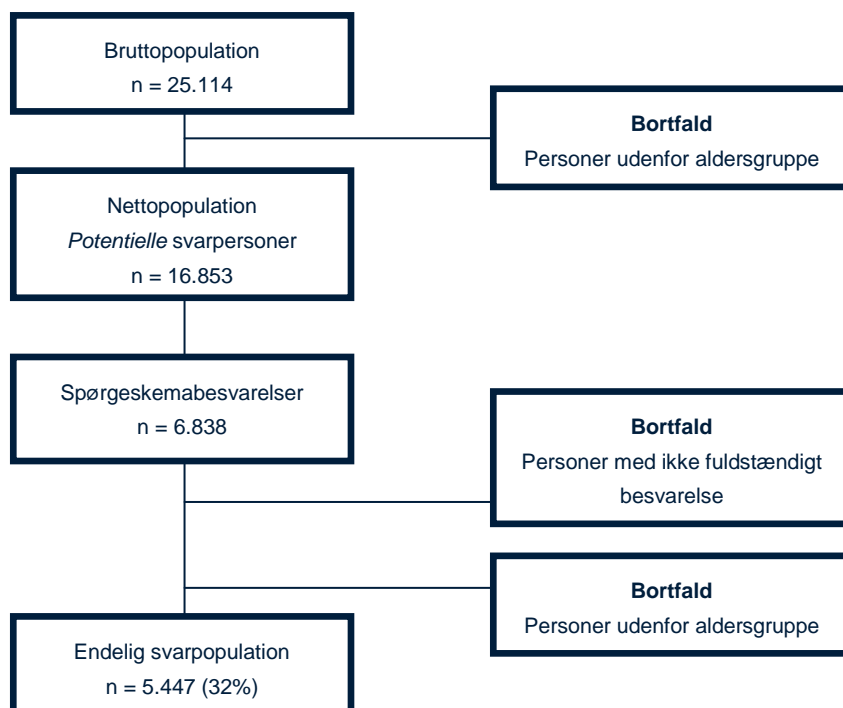 Bruttopopulation
n = 25.114
Bortfald
Personer udenfor aldersgruppe
Nettopopulation
Potentielle svarpersoner
n = 16.853
Spørgeskemabesvarelser
n = 6.838
Bortfald
Personer med ikke fuldstændigt
besvarelse
Bortfald
Personer udenfor aldersgruppe
Endelig svarpopulation
n = 5.447 (32%)